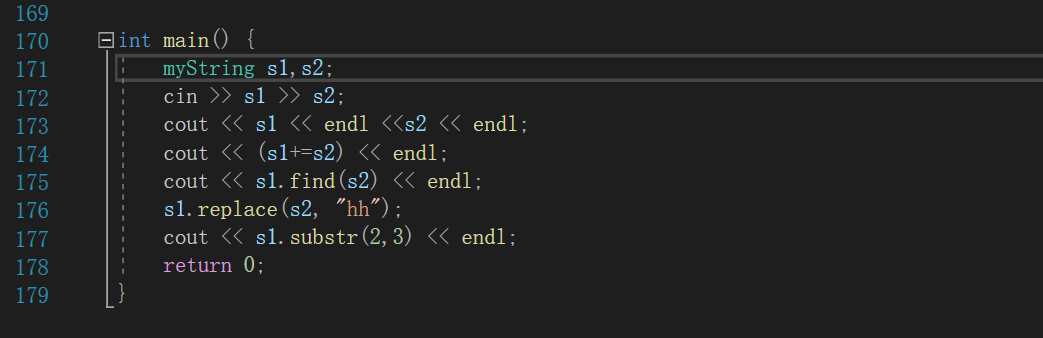 169
170 int main() {
171 myString s1,s2;
172 cin >> s1 >> s2;
173 cout << s1 << endl <<s2 << endl;
174 cout << (s1+=s2) << endl;
175 cout << s1.find(s2) << endl;
176 s1.replace(s2, "hh");
177 cout << s1.substr(2,3) << endl;
178 return 0;
179 }